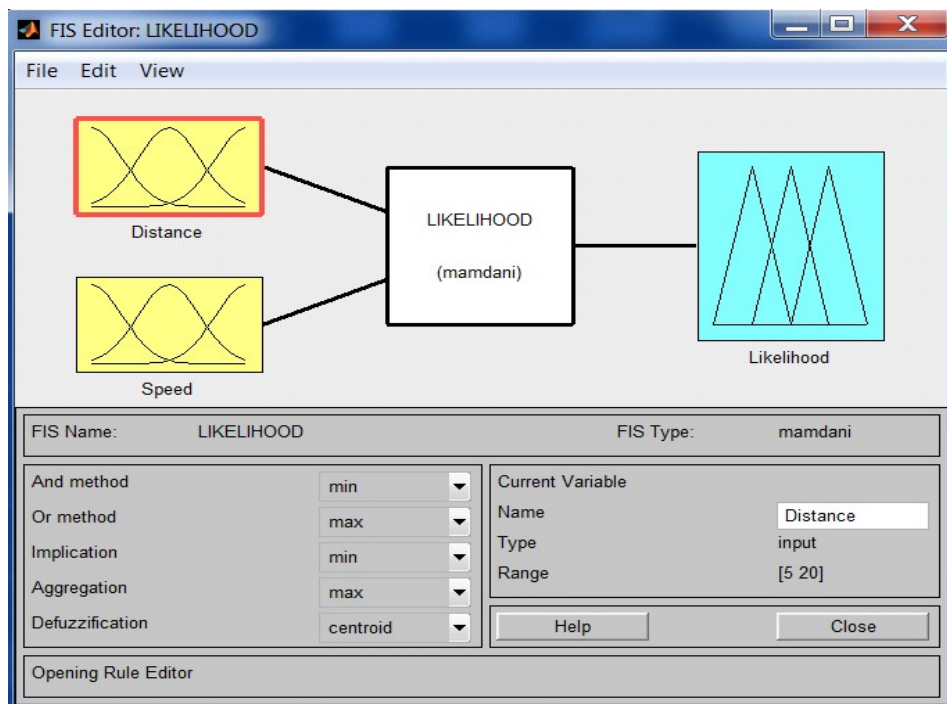 FIS Editor: LIKELIHOOD
File Edit View
Distance
Speed
LIKELIHOOD
(mamdani)
Likelihood
FIS Name: LIKELIHOOD FIS Type: mamdani
And method min
Or method max
Implication min
Aggregation max
Defuzzification centroid
Current Variable
Name Distance
Type input
Range [5 20]
Help Close
Opening Rule Editor